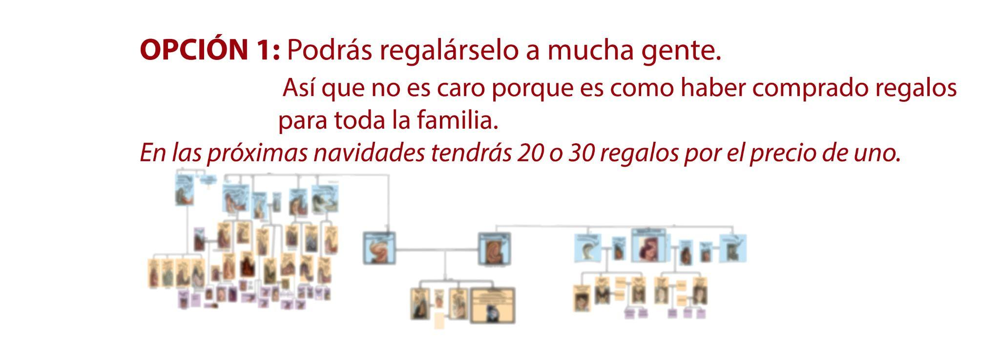 OPCIÓN 1: Podrás regalárselo a mucha gente.
Así que no es caro porque es como haber comprado regalos
para toda la familia.
En las próximas navidades tendrás 20 o 30 regalos por el precio de uno.